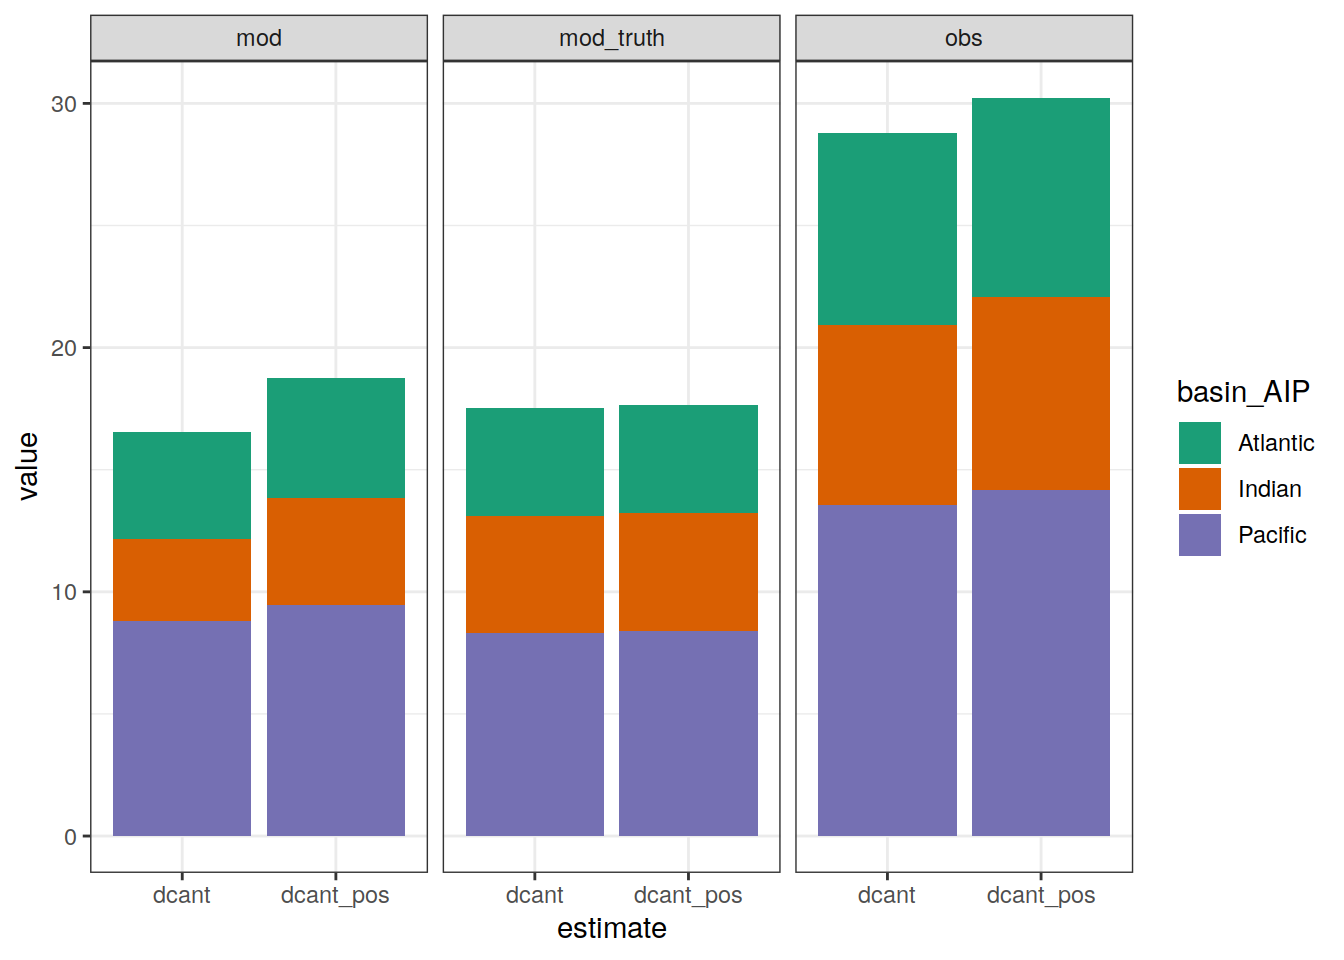 mod
mod_truth
obs
30
20
10
0
value
dcant
dcant_pos
dcant
dcant_pos
dcant
dcant_pos
estimate
basin_AIP
Atlantic
Indian
Pacific